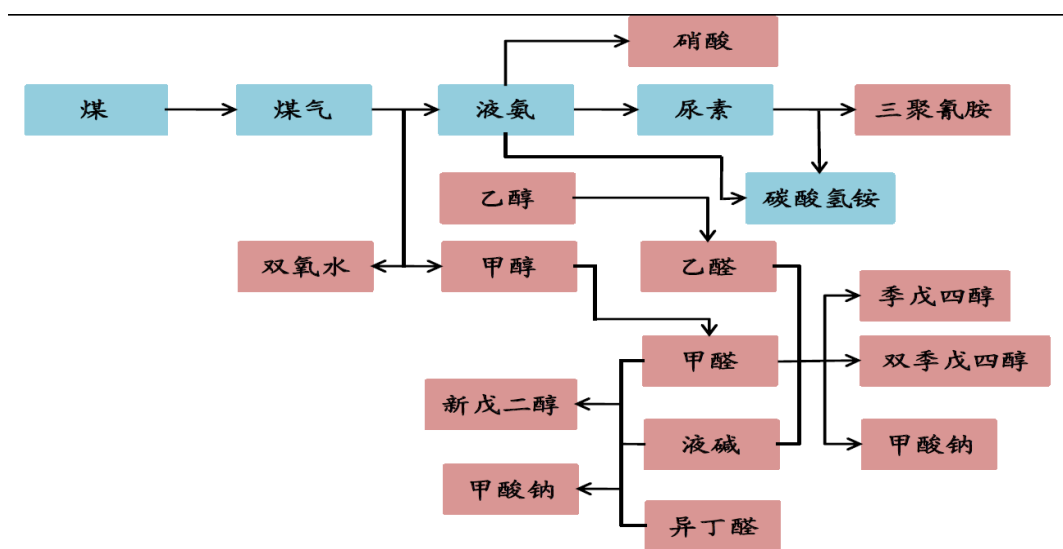 硝酸
煤
煤气
液氨
尿素
三聚氰胺
乙醇
碳酸氢铵
双氧水
甲醇
乙醛
季戊四醇
甲醛
双季戊四醇
新戊二醇
液碱
甲酸钠
甲酸钠
异丁醛